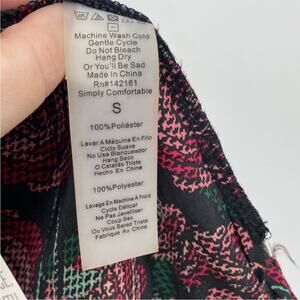 Machine Wash Cold
Gentle Cycle
Do Not Bleach
Hang Dry
Or You'll Be Sad
Made In China
Rn#142161
Simply Comfortable
S
100%Poliéster
Lavar A Máquina En Frío
Ciclo Suave
No Usa Blanqueador
Hang Seco
O Catáris Triste
Hecho En China
100%Polyester
Lavage En Machine À Froid
Cycle Délicat
Ne Pas Javelliser
Coup Sec
Ou Vous Serez Triste
Fabriqué En Chine